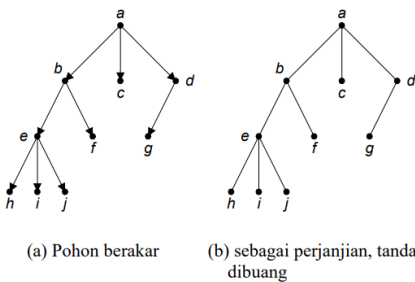 a a
b c d b c d
e f g e f g
h i j h i j
(a) Pohon berakar (b) sebagai perjanjian, tanda
dibuang